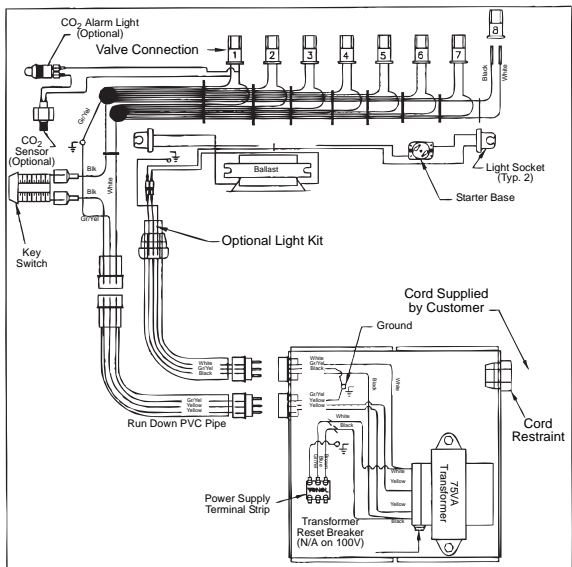 CO2 Alarm Light
(Optional)
Valve Connection
1
2
3
4
5
6
7
8
Black
White
Gr/Yel
CO2
Sensor
(Optional)
Blk
Blk
White
Gr/Yel
Key
Switch
Ballast
Light Socket
(Typ. 2)
Starter Base
Optional Light Kit
Cord Supplied
by Customer
Ground
White
Gr/Yel
Black
White
Gr/Yel
Black
Black
White
Gr/Yel
Yellow
Yellow
Gr/Yel
Yellow
Yellow
Run Down PVC Pipe
Cord
Restraint
White
Black
Brown
Blue
Gr/Yel
White
Yellow
Yellow
Black
75VA
Transformer
Power Supply
Terminal Strip
Transformer
Reset Breaker
(N/A on 100V)